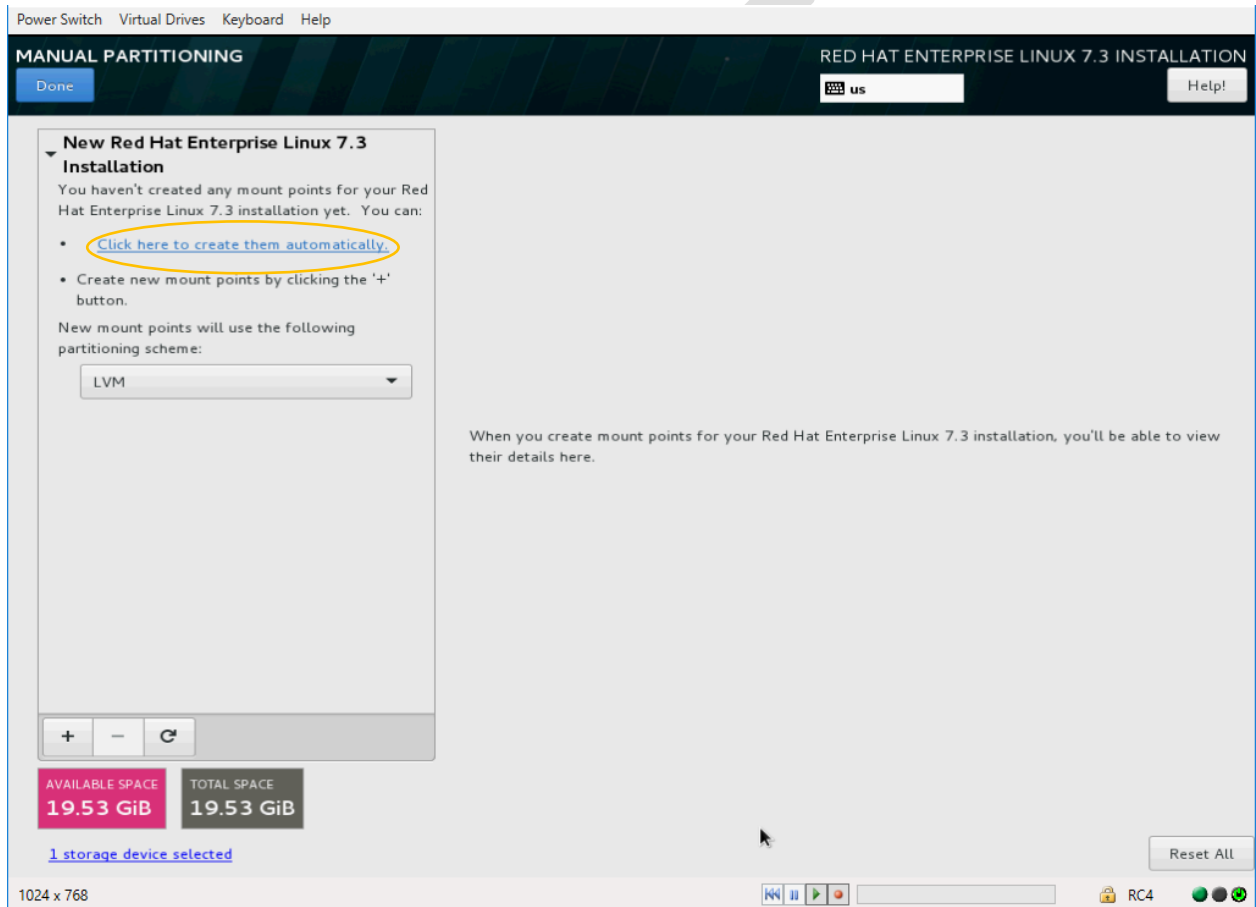 Power Switch Virtual Drives Keyboard Help
MANUAL PARTITIONING
RED HAT ENTERPRISE LINUX 7.3 INSTALLATION
Done
us
Help!
New Red Hat Enterprise Linux 7.3
Installation
You haven't created any mount points for your Red
Hat Enterprise Linux 7.3 installation yet. You can:
• Click here to create them automatically.
• Create new mount points by clicking the '+'
button.
New mount points will use the following
partitioning scheme:
LVM
When you create mount points for your Red Hat Enterprise Linux 7.3 installation, you'll be able to view
their details here.
+ −
AVAILABLE SPACE
19.53 GiB
TOTAL SPACE
19.53 GiB
1 storage device selected
Reset All
1024 x 768
RC4